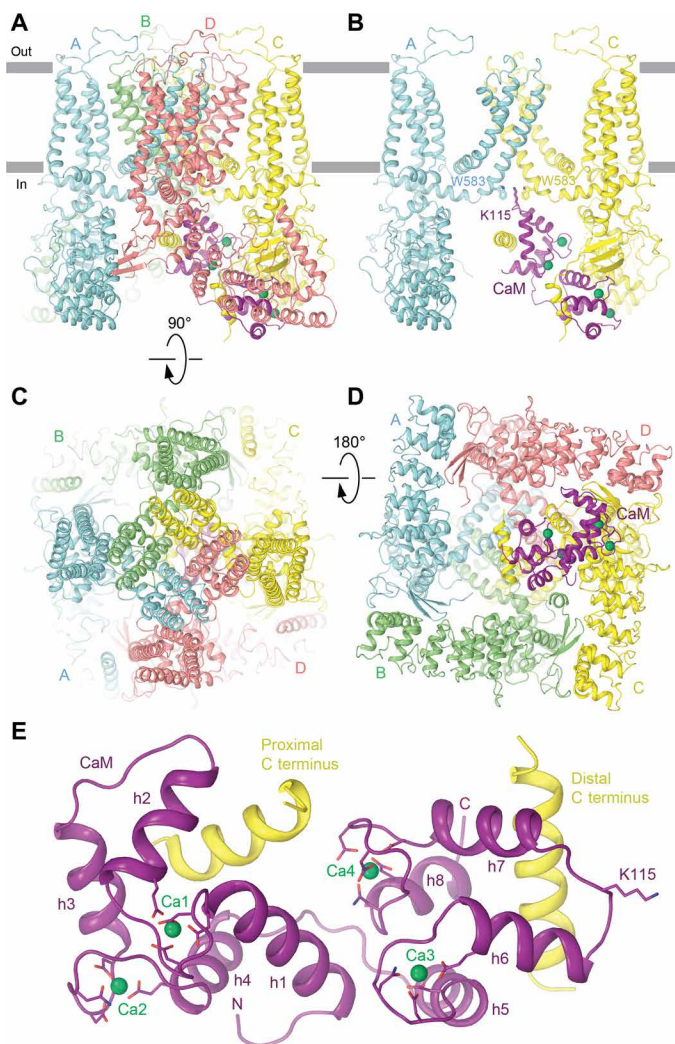 A
B
A
B
D
C
Out
In
A
C
W583
W583
K115
CaM
90°
C
B
C
A
D
D
180°
A
D
CaM
B
C
E
CaM
h2
Proximal
C terminus
Distal
C terminus
C
h7
K115
Ca4
h8
h3
Ca1
Ca3
h6
h4
h1
N
Ca2
h5